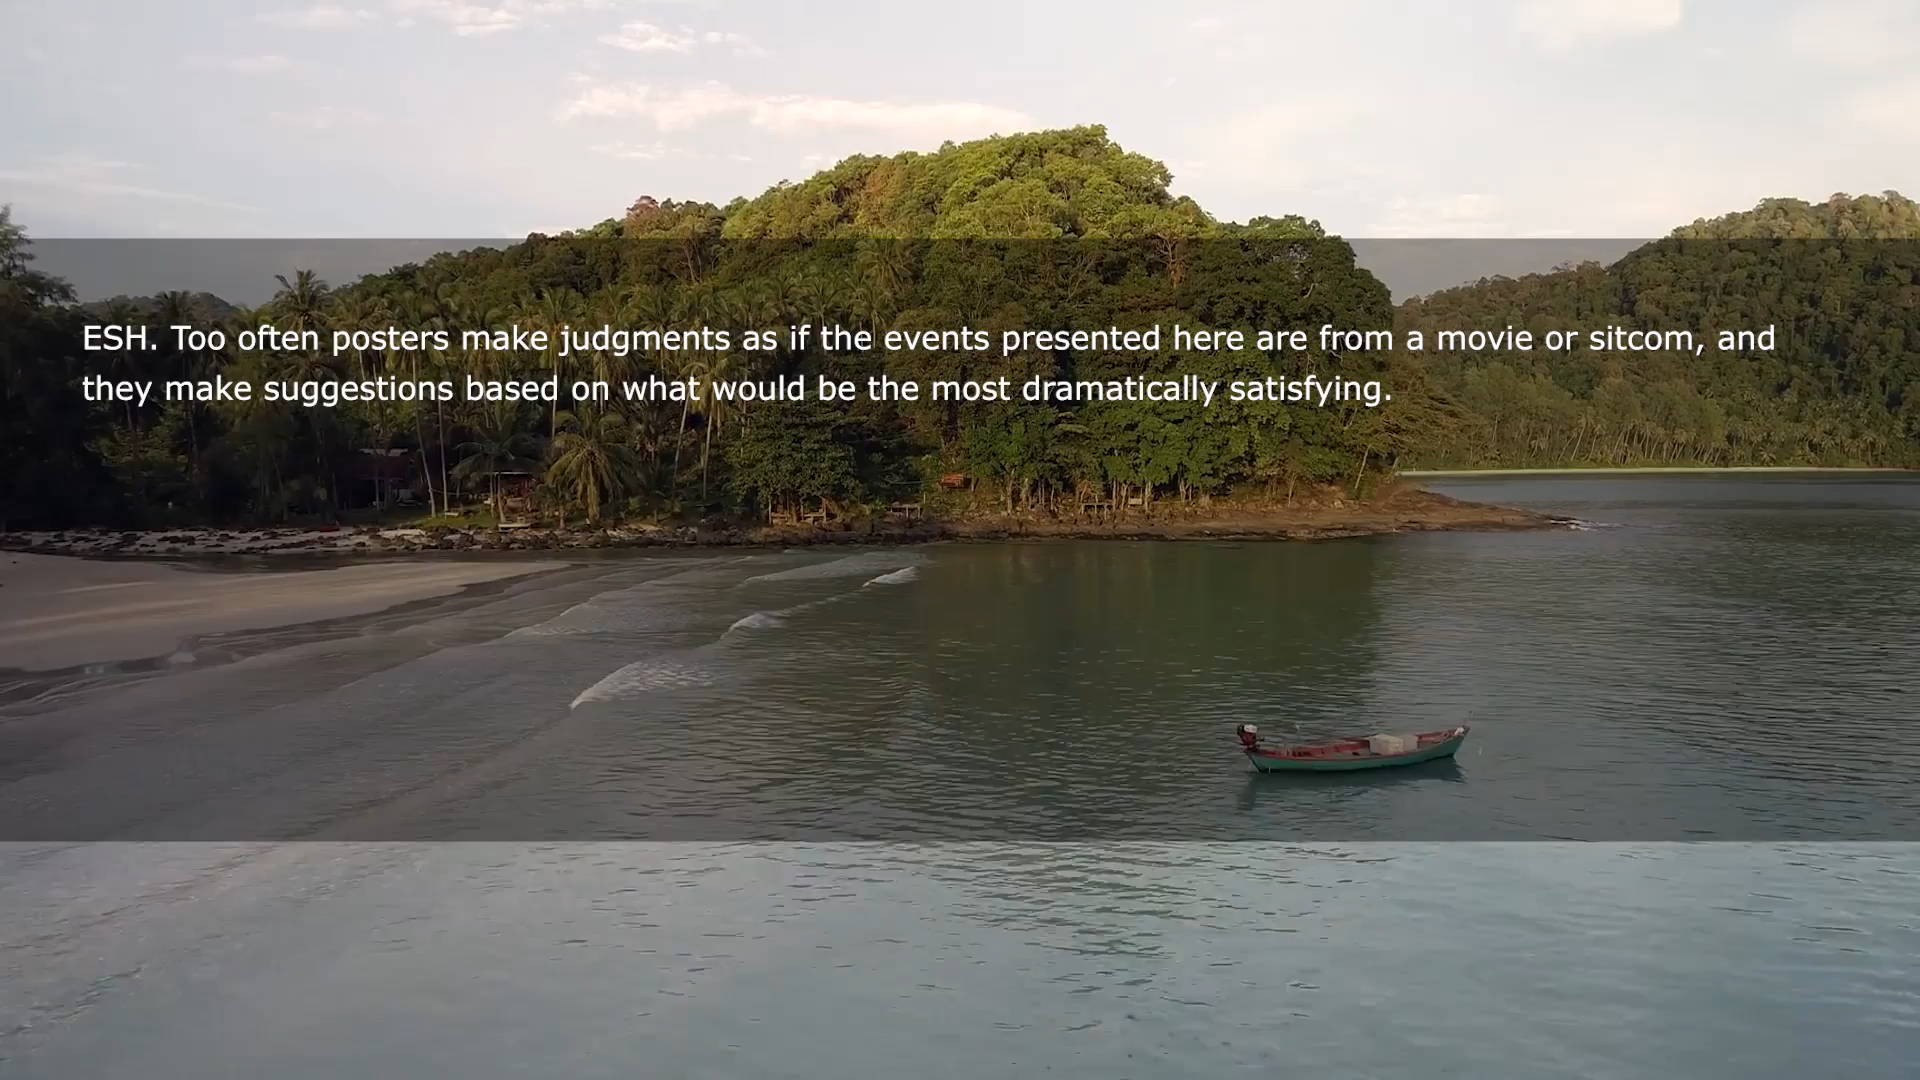 ESH. Too often posters make judgments as if the events presented here are from a movie or sitcom, and
they make suggestions based on what would be the most dramatically satisfying.